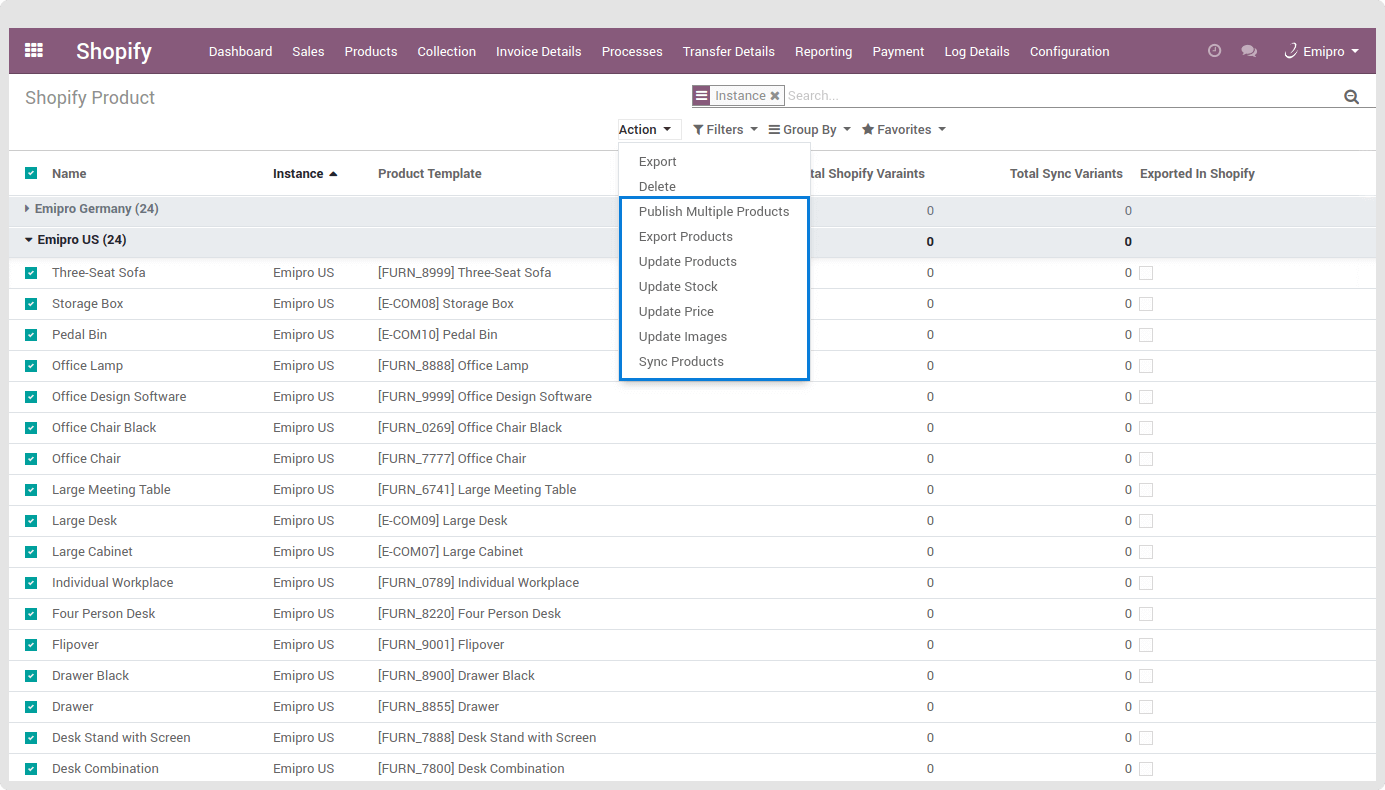 Shopify Dashboard Sales Products Collection Invoice Details Processes Transfer Details Reporting Payment Log Details Configuration Emipro
Shopify Product Instance Search...
Action Filters Group By Favorites
Export
Delete
Publish Multiple Products
Export Products
Update Products
Update Stock
Update Price
Update Images
Sync Products
Name Instance Product Template tal Shopify Varaints Total Sync Variants Exported In Shopify
Emipro Germany (24) 0 0
Emipro US (24) 0 0
Three-Seat Sofa Emipro US [FURN_8999] Three-Seat Sofa 0 0
Storage Box Emipro US [E-COM08] Storage Box 0 0
Pedal Bin Emipro US [E-COM10] Pedal Bin 0 0
Office Lamp Emipro US [FURN_8888] Office Lamp 0 0
Office Design Software Emipro US [FURN_9999] Office Design Software 0 0
Office Chair Black Emipro US [FURN_0269] Office Chair Black 0 0
Office Chair Emipro US [FURN_7777] Office Chair 0 0
Large Meeting Table Emipro US [FURN_6741] Large Meeting Table 0 0
Large Desk Emipro US [E-COM09] Large Desk 0 0
Large Cabinet Emipro US [E-COM07] Large Cabinet 0 0
Individual Workplace Emipro US [FURN_0789] Individual Workplace 0 0
Four Person Desk Emipro US [FURN_8220] Four Person Desk 0 0
Flipover Emipro US [FURN_9001] Flipover 0 0
Drawer Black Emipro US [FURN_8900] Drawer Black 0 0
Drawer Emipro US [FURN_8855] Drawer 0 0
Desk Stand with Screen Emipro US [FURN_7888] Desk Stand with Screen 0 0
Desk Combination Emipro US [FURN_7800] Desk Combination 0 0